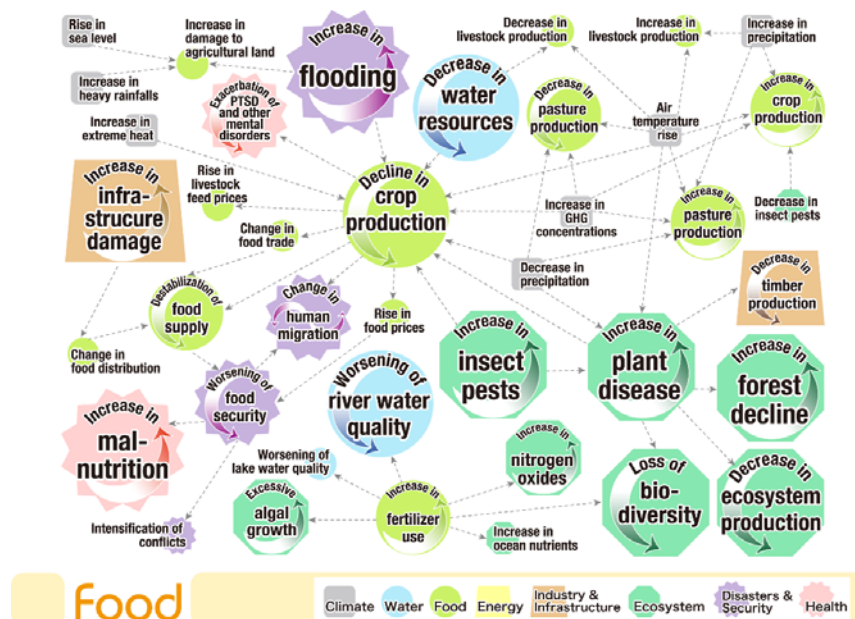 Rise in
sea level
Increase in
damage to
agricultural land
Increase in
flooding
Decrease in
livestock production
Increase in
livestock production
Increase in
precipitation
Increase in
heavy rainfalls
Exacerbation of
PTSD
and other
mental
disorders
Decrease in
water
resources
Decrease in
pasture
production
Air
temperature
rise
Increase in
crop
production
Increase in
extreme heat
Increase in
infra-
strucure
damage
Rise in
livestock
feed prices
Decline in
crop
production
Increase in
GHG
concentrations
Increase in
pasture
production
Decrease in
insect pests
Change in
food trade
Decrease in
precipitation
Decrease in
timber
production
Destabilization of
food
supply
Change in
human
migration
Rise in
food prices
Change in
food distribution
Increase in
insect
pests
Increase in
plant
disease
Increase in
forest
decline
Worsening of
food
security
Worsening of
river water
quality
Increase in
mal-
nutrition
Worsening of
lake water quality
Increase in
nitrogen
oxides
Loss of
bio-
diversity
Decrease in
ecosystem
production
Intensification of
conflicts
Excessive
algal
growth
Increase in
fertilizer
use
Increase in
ocean nutrients
Food
Climate
Water
Food
Energy
Industry &
Infrastructure
Ecosystem
Disasters &
Security
Health